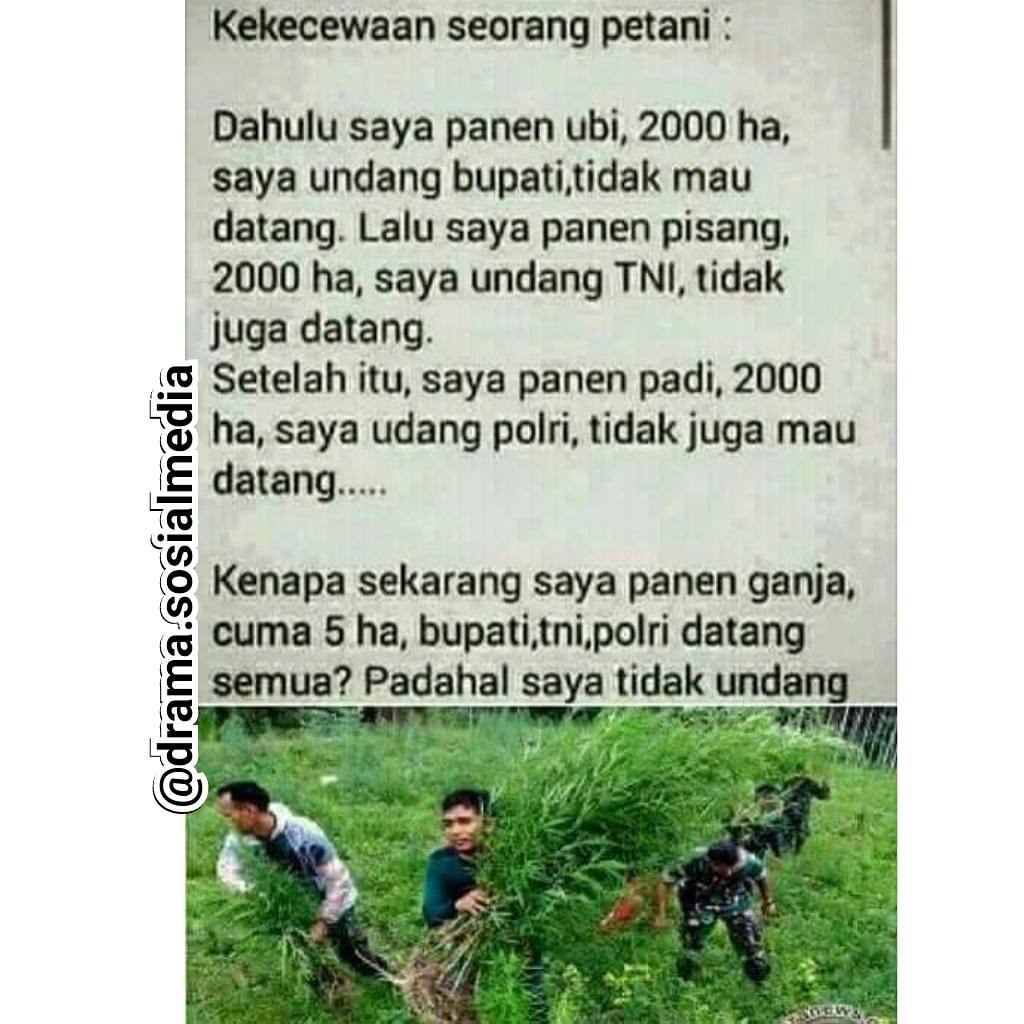 Kekecewaan seorang petani :
Dahulu saya panen ubi, 2000 ha,
saya undang bupati,tidak mau
datang. Lalu saya panen pisang,
2000 ha, saya undang TNI, tidak
juga datang.
Setelah itu, saya panen padi, 2000
ha, saya udang polri, tidak juga mau
datang.....
Kenapa sekarang saya panen ganja,
cuma 5 ha, bupati,tni,polri datang
semua? Padahal saya tidak undang
@drama.sosialmedia